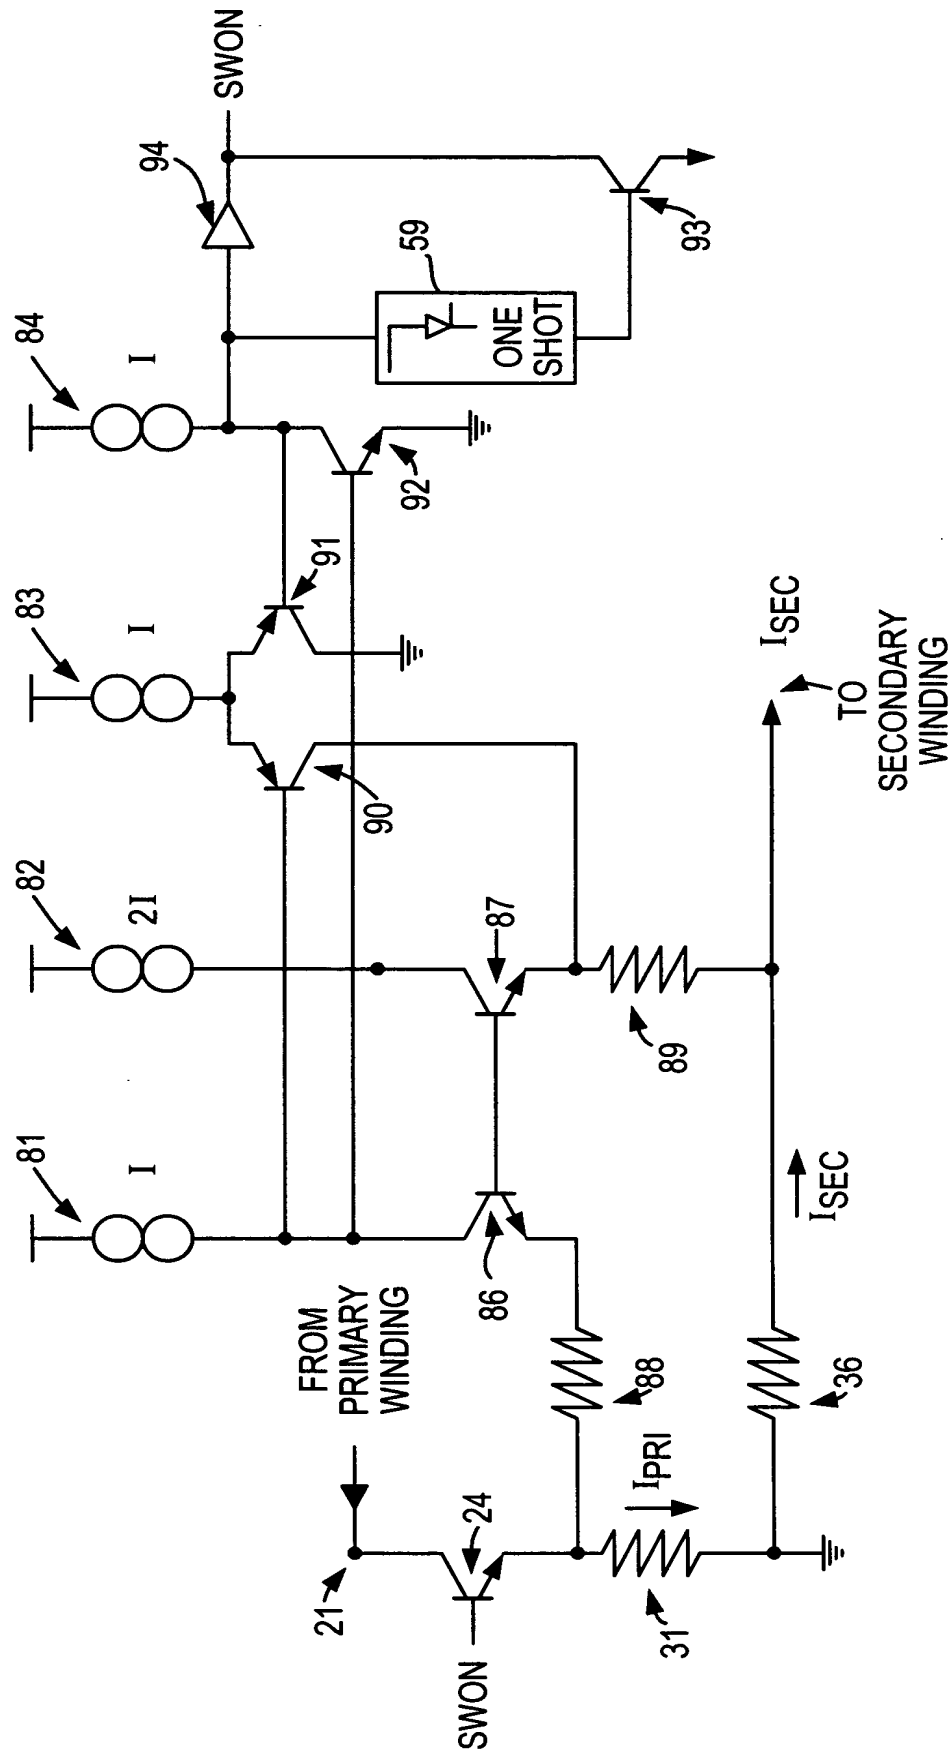 81
I
82
2I
83
I
84
I
94
SWON
FROM
PRIMARY
WINDING
21
SWON
24
86
87
90
91
92
59
ONE
SHOT
93
88
89
31
IPRI
36
ISEC
ISEC
TO
SECONDARY
WINDING